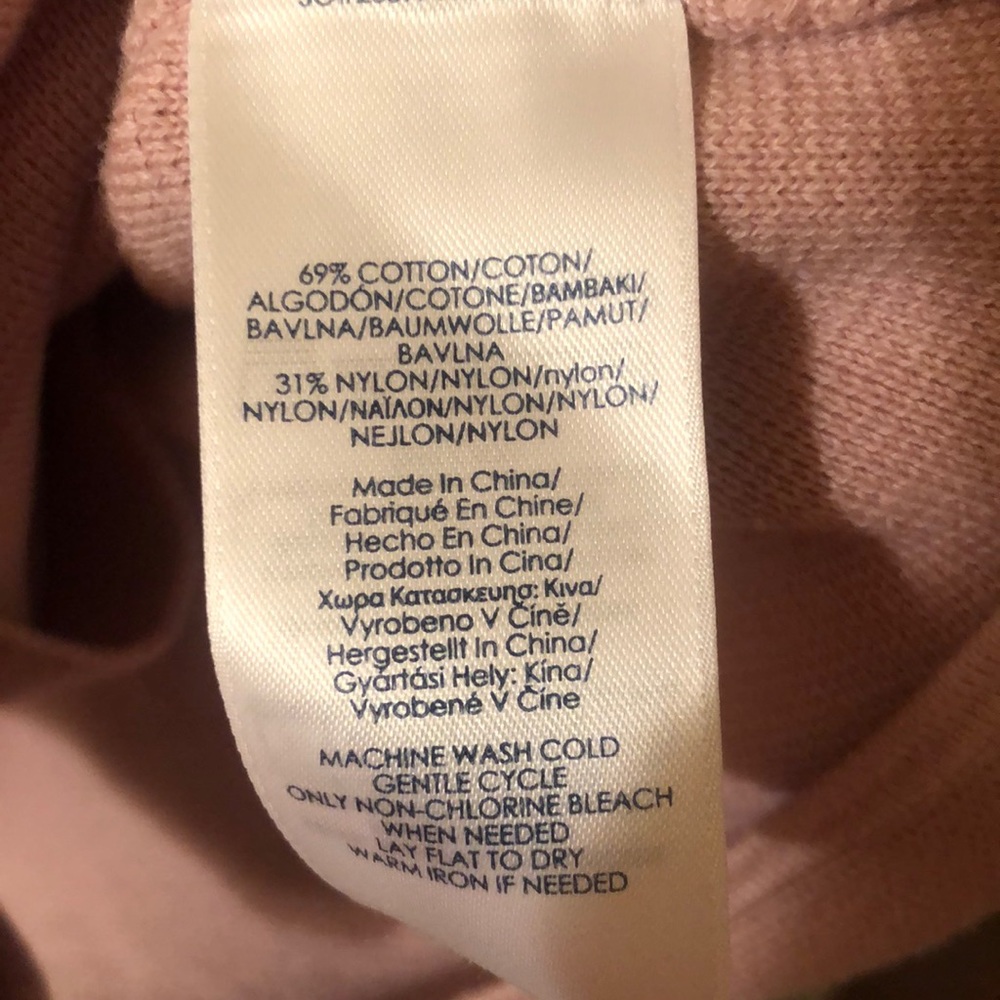 69% COTTON/COTON/
ALGODÓN/COTONE/BAMBAKI/
BAVLNA/BAUMWOLLE/PAMUT/
BAVLNA
31% NYLON/NYLON/nylon/
NYLON/ΝΑΪΛΟΝ/NYLON/NYLON/
NEJLON/NYLON
Made In China/
Fabriqué En Chine/
Hecho En China/
Prodotto In Cina/
Χωρα Κατασκευησ: Κινα/
Vyrobeno V Číně/
Hergestellt In China/
Gyártási Hely: Kína/
Vyrobené V Číne
MACHINE WASH COLD
GENTLE CYCLE
ONLY NON-CHLORINE BLEACH
WHEN NEEDED
LAY FLAT TO DRY
WARM IRON IF NEEDED